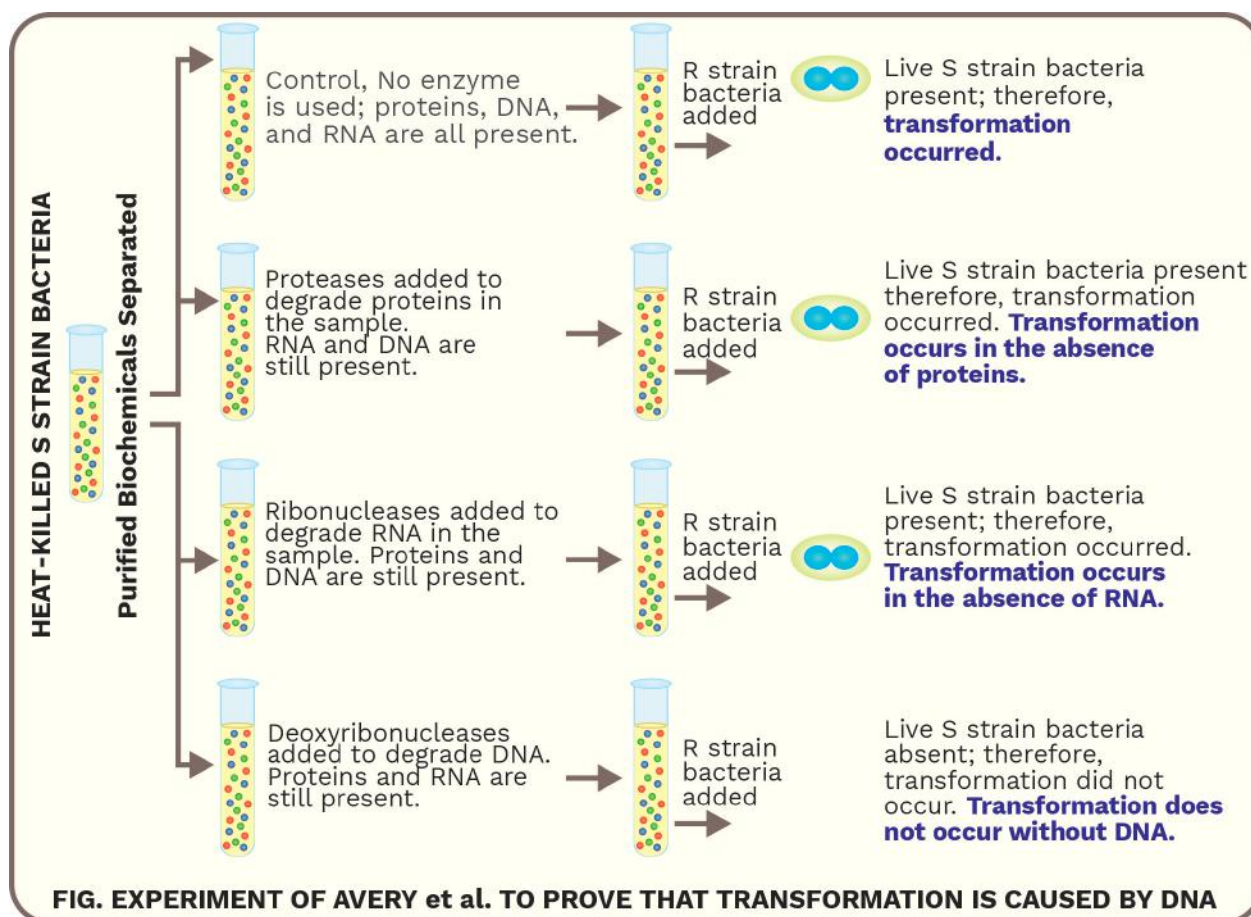 HEAT-KILLED S STRAIN BACTERIA
Purified Biochemicals Separated
Control, No enzyme
is used; proteins, DNA,
and RNA are all present.
R strain
bacteria
added
Live S strain bacteria
present; therefore,
transformation
occurred.
Proteases added to
degrade proteins in
the sample.
RNA and DNA are
still present.
R strain
bacteria
added
Live S strain bacteria present
therefore, transformation
occurred. Transformation
occurs in the absence
of proteins.
Ribonucleases added to
degrade RNA in the
sample. Proteins and
DNA are still present.
R strain
bacteria
added
Live S strain bacteria
present; therefore,
transformation occurred.
Transformation occurs
in the absence of RNA.
Deoxyribonucleases
added to degrade DNA.
Proteins and RNA are
still present.
R strain
bacteria
added
Live S strain bacteria
absent; therefore,
transformation did not
occur. Transformation does
not occur without DNA.
FIG. EXPERIMENT OF AVERY et al. TO PROVE THAT TRANSFORMATION IS CAUSED BY DNA